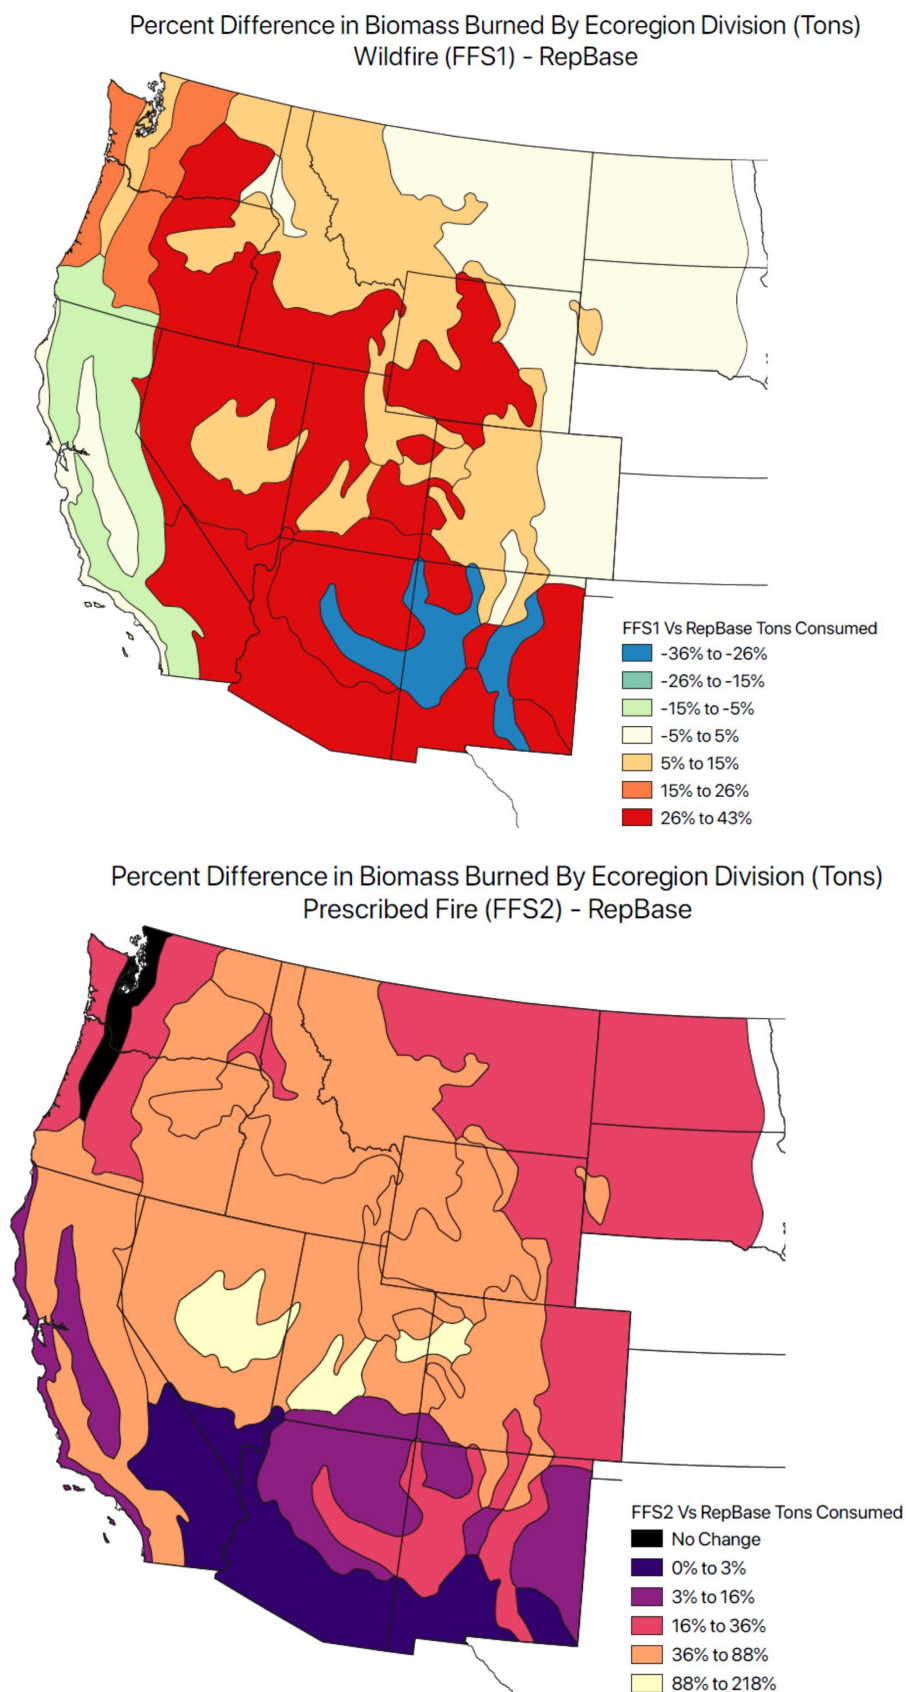 Percent Difference in Biomass Burned By Ecoregion Division (Tons)
Wildfire (FFS1) - RepBase
FFS1 Vs RepBase Tons Consumed
-36% to -26%
-26% to -15%
-15% to -5%
-5% to 5%
5% to 15%
15% to 26%
26% to 43%
Percent Difference in Biomass Burned By Ecoregion Division (Tons)
Prescribed Fire (FFS2) - RepBase
FFS2 Vs RepBase Tons Consumed
No Change
0% to 3%
3% to 16%
16% to 36%
36% to 88%
88% to 218%